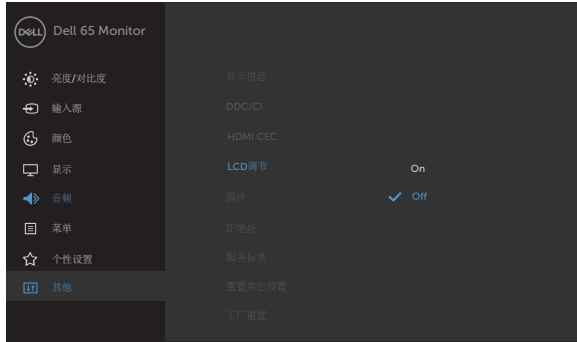 DELL Dell 65 Monitor
亮度/对比度
显示信息
输入源
DDC/CI
颜色
HDMI CEC
显示
LCD调节
On
音频
固件
Off
菜单
IP地址
个性设置
服务标签
其他
重置其它设置
工厂重置